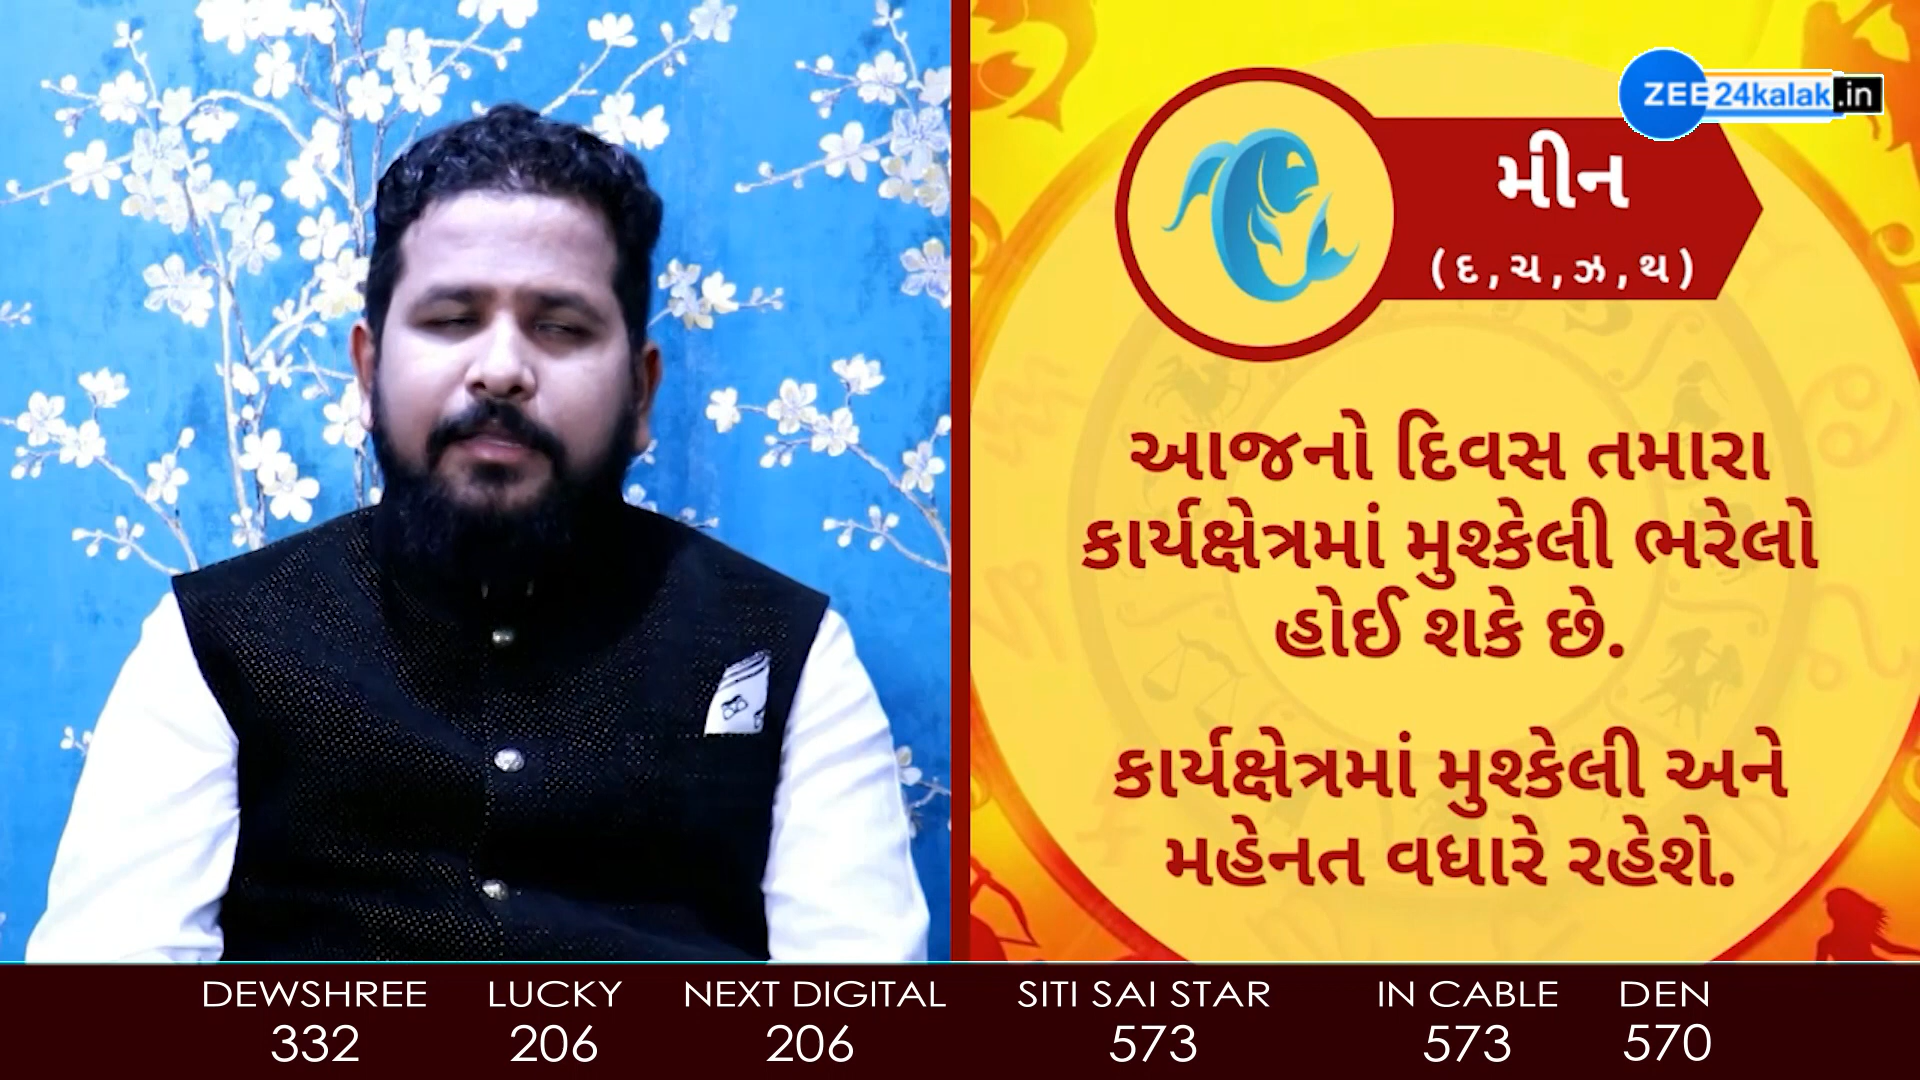 ZEE24kalak.in
મીન
( દ , ચ , ઝ , થ )
આજનો દિવસ તમારા
કાર્યક્ષેત્રમાં મુશ્કેલી ભરેલો
હોઈ શકે છે.
કાર્યક્ષેત્રમાં મુશ્કેલી અને
મહેનત વધારે રહેશે.
DEWSHREE LUCKY NEXT DIGITAL SITI SAI STAR IN CABLE DEN
332 206 206 573 573 570